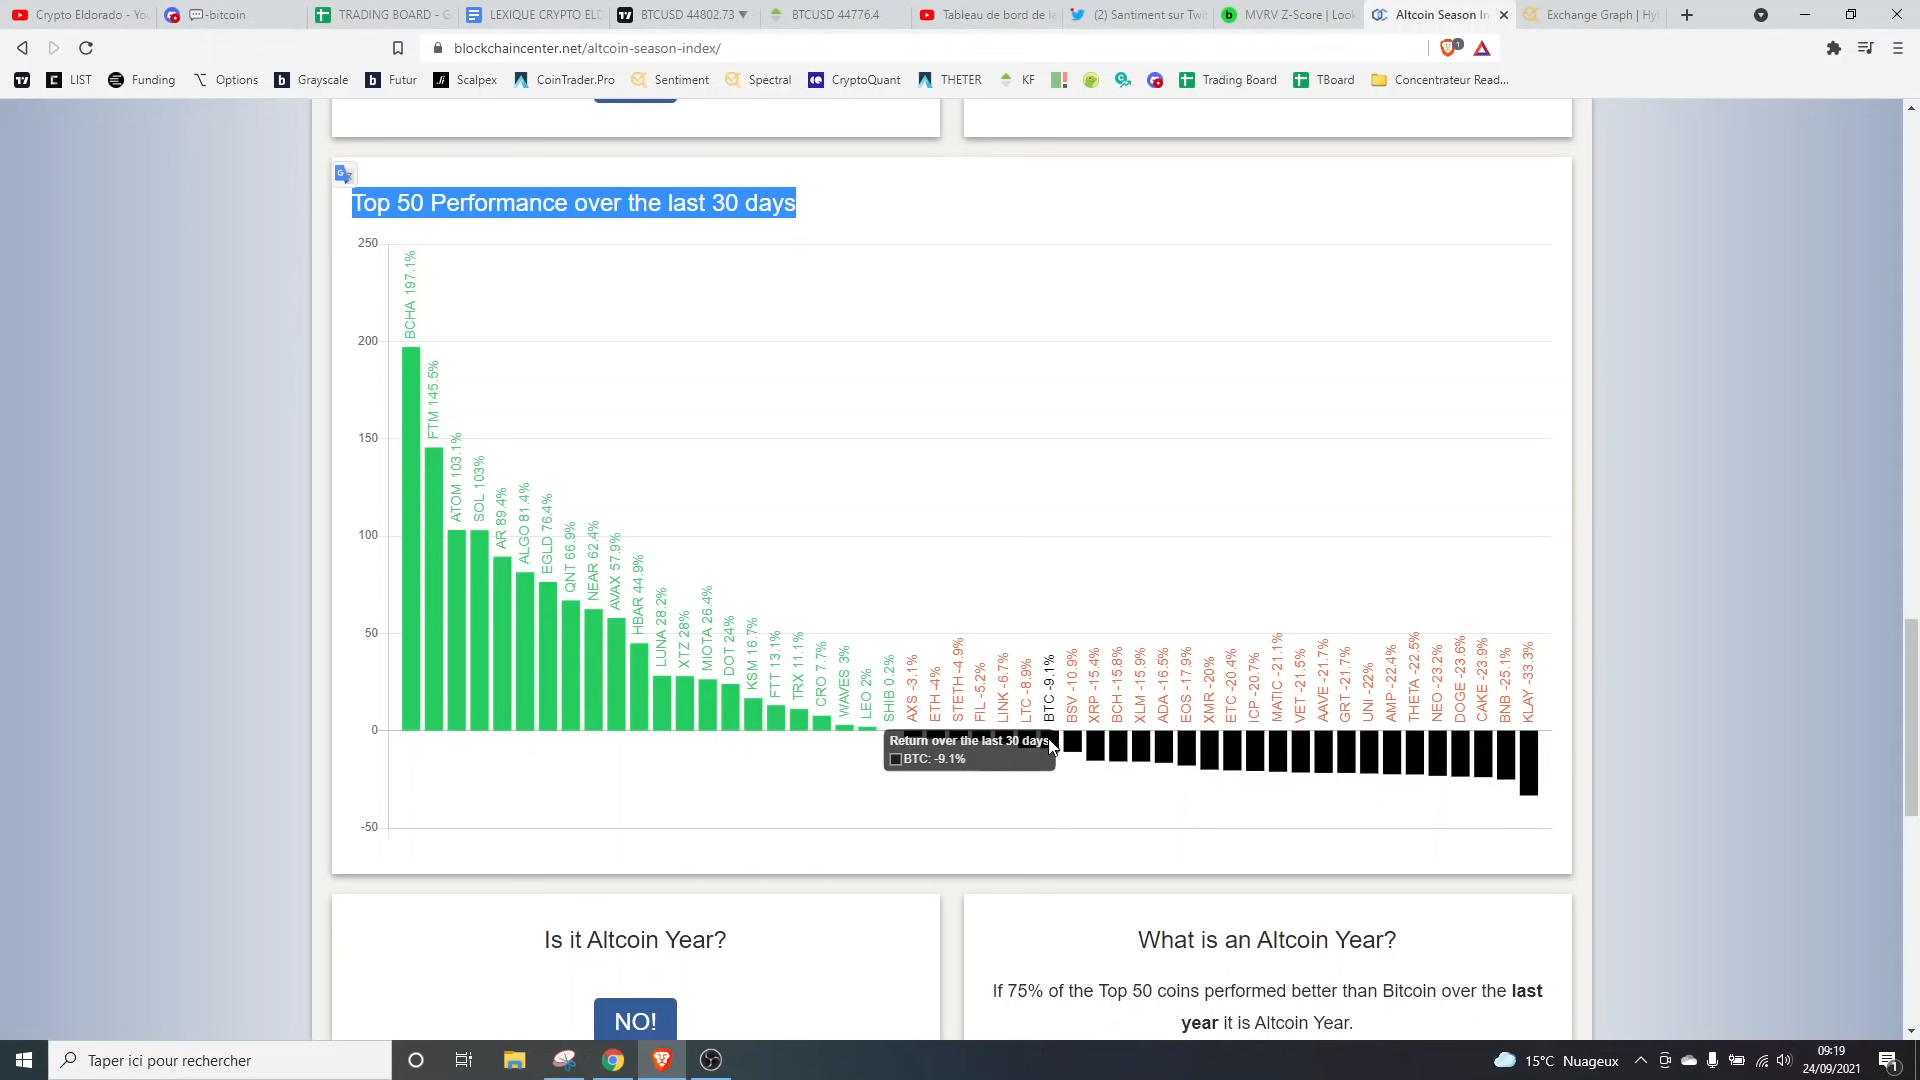 Crypto Eldorado - You
-bitcoin
TRADING BOARD - G
LEXIQUE CRYPTO ELD
BTCUSD 44802.73 ▼
BTCUSD 44776.4
Tableau de bord de la
(2) Santiment sur Twit
MVRV Z-Score | Look
Altcoin Season In
Exchange Graph | Hyb
blockchaincenter.net/altcoin-season-index/
LIST
Funding
Options
Grayscale
Futur
Scalpex
CoinTrader.Pro
Sentiment
Spectral
CryptoQuant
THETER
KF
Trading Board
TBoard
Concentrateur Read...
Top 50 Performance over the last 30 days
250
200
150
100
50
0
-50
BCHA 197.1%
FTM 145.5%
ATOM 103.1%
SOL 103%
AR 89.4%
ALGO 81.4%
EGLD 76.4%
QNT 66.9%
NEAR 62.4%
AVAX 57.9%
HBAR 44.9%
LUNA 28.2%
XTZ 28%
MIOTA 26.4%
DOT 24%
KSM 16.7%
FTT 13.1%
TRX 11.1%
CRO 7.7%
WAVES 3%
LEO 2%
SHIB 0.2%
AXS -3.1%
ETH -4%
STETH -4.9%
FIL -5.2%
LINK -6.7%
LTC -8.9%
BTC -9.1%
BSV -10.9%
XRP -15.4%
BCH -15.8%
XLM -15.9%
ADA -16.5%
EOS -17.9%
XMR -20%
ETC -20.4%
ICP -20.7%
MATIC -21.1%
VET -21.5%
AAVE -21.7%
GRT -21.7%
UNI -22%
AMP -22.4%
THETA -22.5%
NEO -23.2%
DOGE -23.6%
CAKE -23.9%
BNB -25.1%
KLAY -33.3%
Return over the last 30 days
BTC: -9.1%
Is it Altcoin Year?
NO!
What is an Altcoin Year?
If 75% of the Top 50 coins performed better than Bitcoin over the last
year it is Altcoin Year.
Taper ici pour rechercher
15°C Nuageux
09:19
24/09/2021
1